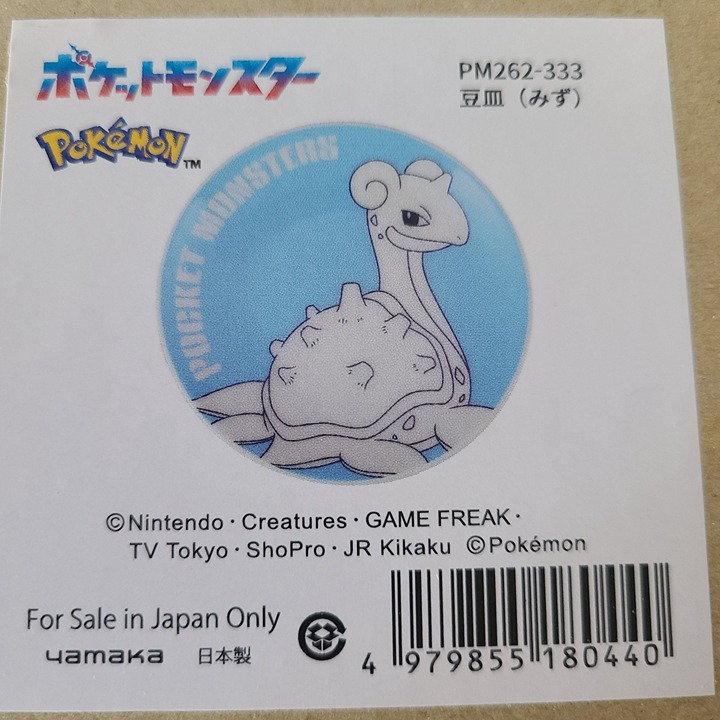 ポケットモンスター
PM262-333
豆皿（みず）
POKéMON™
POCKET MONSTERS
©Nintendo・Creatures・GAME FREAK・
TV Tokyo・ShoPro・JR Kikaku ©Pokémon
For Sale in Japan Only
yamaka 日本製
4 979855 180440